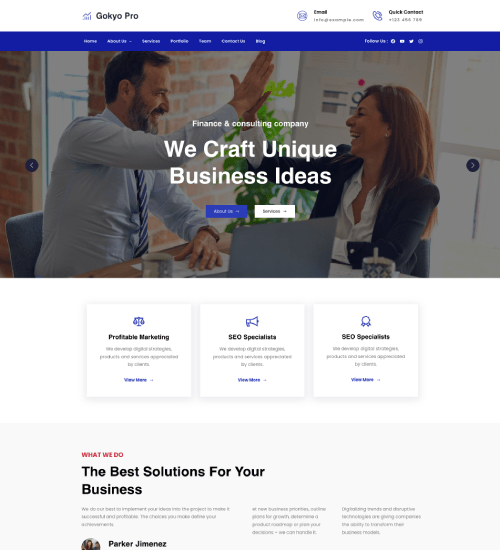 Gokyo Pro
Email
info@example.com
Quick Contact
+123 456 789
Home About Us Services Portfolio Team Contact Us Blog
Follow Us :
Finance & consulting company
We Craft Unique
Business Ideas
About Us →
Services →
Profitable Marketing
We develop digital strategies,
products and services appreciated
by clients.
View More →
SEO Specialists
We develop digital strategies,
products and services appreciated
by clients.
View More →
SEO Specialists
We develop digital strategies,
products and services appreciated
by clients.
View More →
WHAT WE DO
The Best Solutions For Your
Business
We do our best to implement your ideas into the project to make it
successful and profitable. The choices you make define your
achievements.
Parker Jimenez
at new business priorities, outline
plans for growth, determine a
product roadmap or plan your
decisions – we can handle it.
Digitalizing trends and disruptive
technologies are giving companies
the ability to transform their
business models.